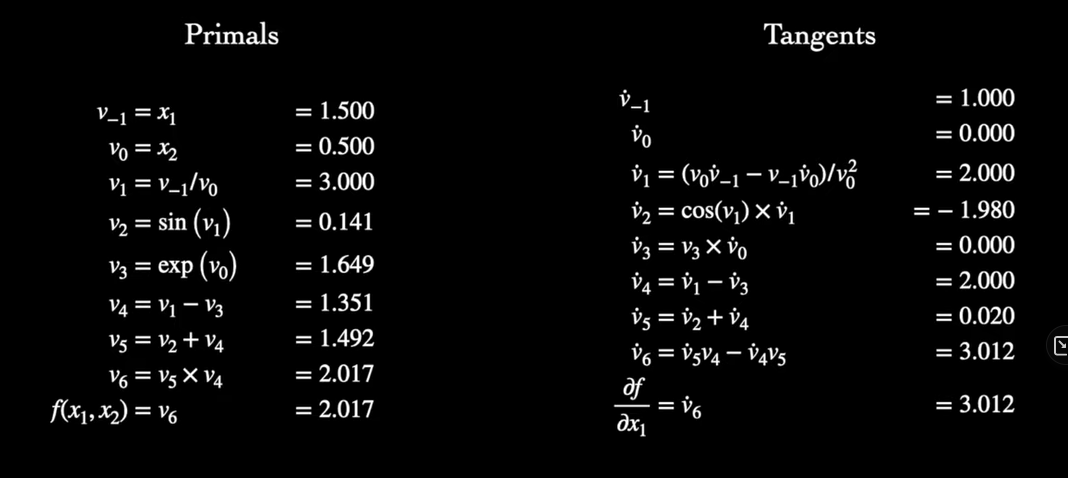 Primals
v₋₁ = x₁ = 1.500
v₀ = x₂ = 0.500
v₁ = v₋₁/v₀ = 3.000
v₂ = sin (v₁) = 0.141
v₃ = exp (v₀) = 1.649
v₄ = v₁ − v₃ = 1.351
v₅ = v₂ + v₄ = 1.492
v₆ = v₅ × v₄ = 2.017
f(x₁, x₂) = v₆ = 2.017
Tangents
v̇₋₁ = 1.000
v̇₀ = 0.000
v̇₁ = (v₀v̇₋₁ − v₋₁v̇₀)/v₀² = 2.000
v̇₂ = cos(v₁) × v̇₁ = − 1.980
v̇₃ = v₃ × v̇₀ = 0.000
v̇₄ = v̇₁ − v̇₃ = 2.000
v̇₅ = v̇₂ + v̇₄ = 0.020
v̇₆ = v̇₅v₄ − v̇₄v₅ = 3.012
∂f/∂x₁ = v̇₆ = 3.012